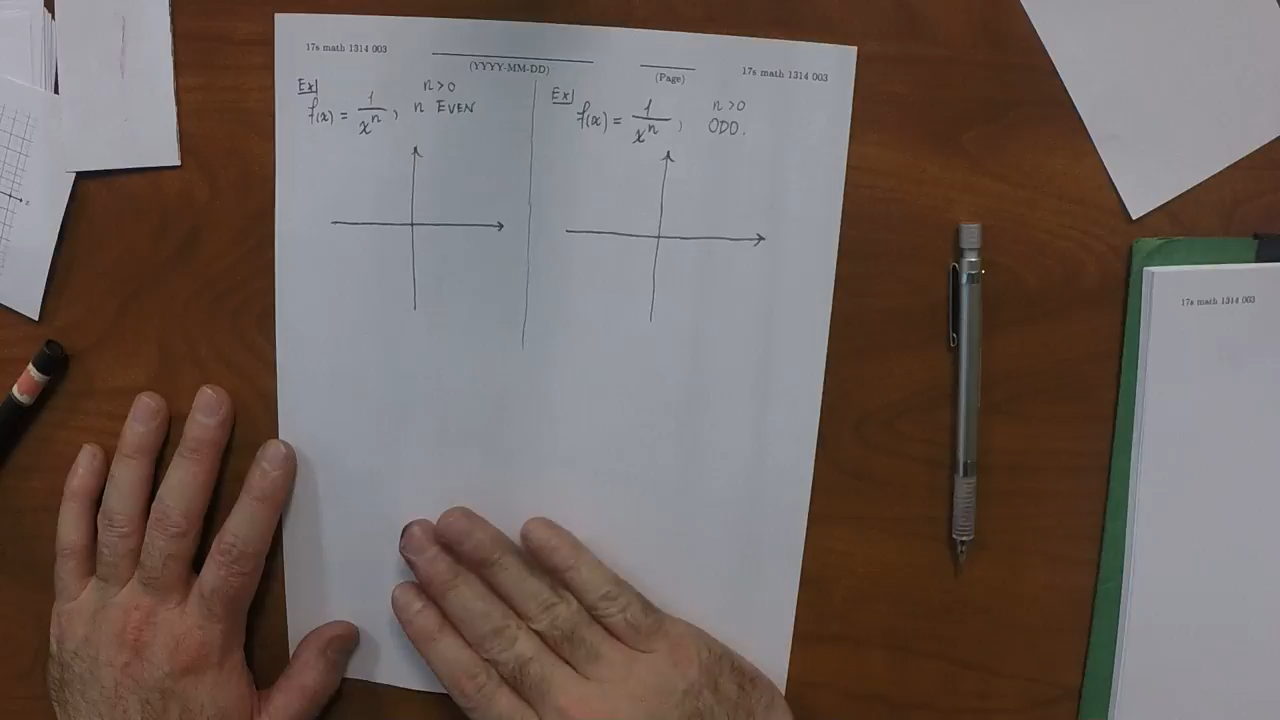 17s math 1314 003
(YYYY-MM-DD)
(Page)
17s math 1314 003
Ex|
f(x) = 1/x^n, n>0
n EVEN
Ex|
f(x) = 1/x^n, n>0
ODD.
17s math 1314 003